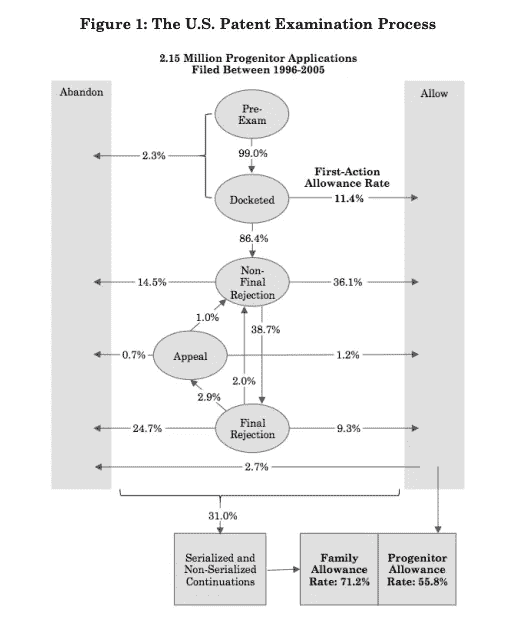 Figure 1: The U.S. Patent Examination Process
2.15 Million Progenitor Applications
Filed Between 1996-2005
Abandon
Allow
Pre-
Exam
2.3%
99.0%
First-Action
Allowance Rate
Docketed
11.4%
86.4%
Non-
Final
Rejection
14.5%
36.1%
1.0%
38.7%
0.7%
Appeal
1.2%
2.0%
2.9%
Final
Rejection
24.7%
9.3%
2.7%
31.0%
Serialized and
Non-Serialized
Continuations
Family
Allowance
Rate: 71.2%
Progenitor
Allowance
Rate: 55.8%